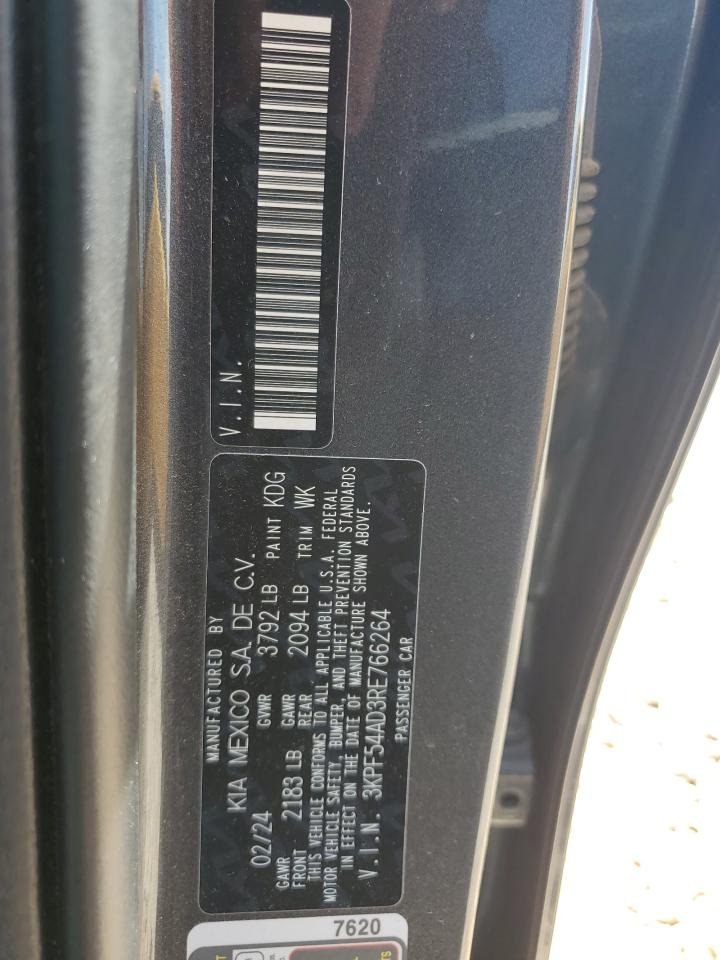 MANUFACTURED BY
KIA MEXICO S.A. DE C.V.
02/24 GVWR 3792 LB PAINT KDG
GAWR FRONT 2183 LB GAWR REAR 2094 LB TRIM WK
THIS VEHICLE CONFORMS TO ALL APPLICABLE U.S.A. FEDERAL
MOTOR VEHICLE SAFETY, BUMPER, AND THEFT PREVENTION STANDARDS
IN EFFECT ON THE DATE OF MANUFACTURE SHOWN ABOVE.
V.I.N. 3KPF54AD3RE766264
PASSENGER CAR
V.I.N.
7620